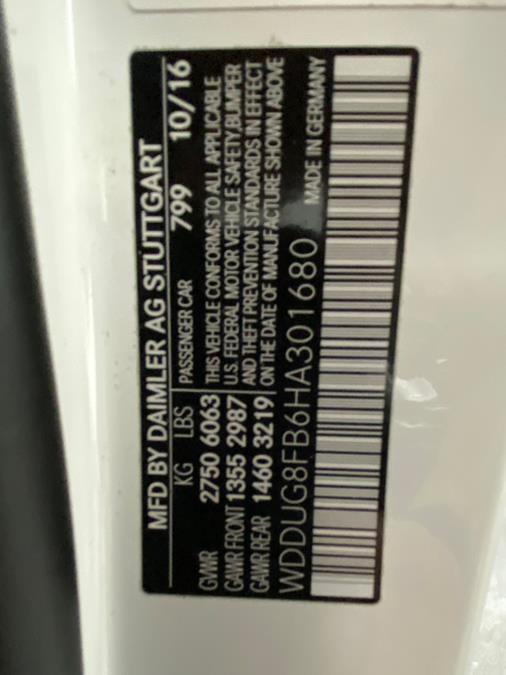 MFD BY DAIMLER AG STUTTGART
KG LBS PASSENGER CAR 799 10/16
GVWR 2750 6063 THIS VEHICLE CONFORMS TO ALL APPLICABLE
GAWR FRONT 1355 2987 U.S. FEDERAL MOTOR VEHICLE SAFETY, BUMPER
GAWR REAR 1460 3219 AND THEFT PREVENTION STANDARDS IN EFFECT
ON THE DATE OF MANUFACTURE SHOWN ABOVE
WDDUG8FB6HA301680 MADE IN GERMANY